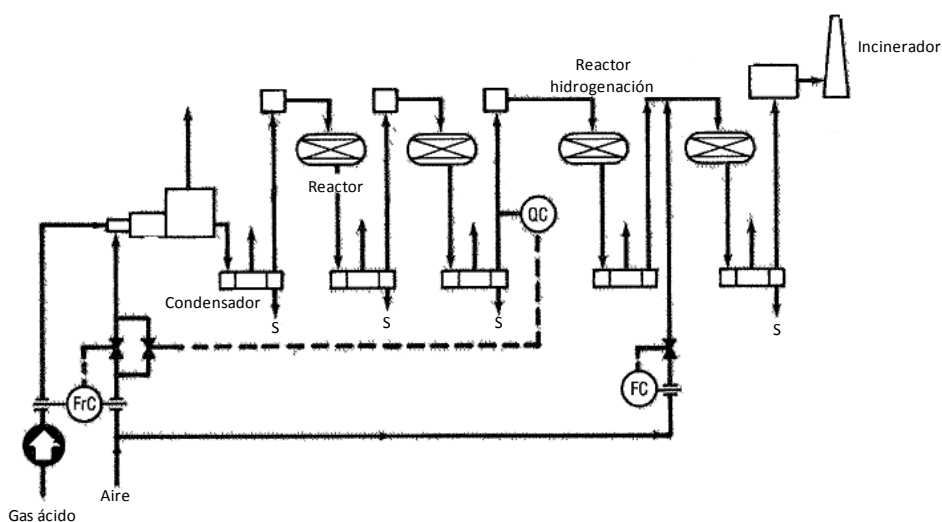 Incinerador
Reactor
hidrogenación
Reactor
QC
Condensador
S
S
S
S
FrC
FC
Aire
Gas ácido